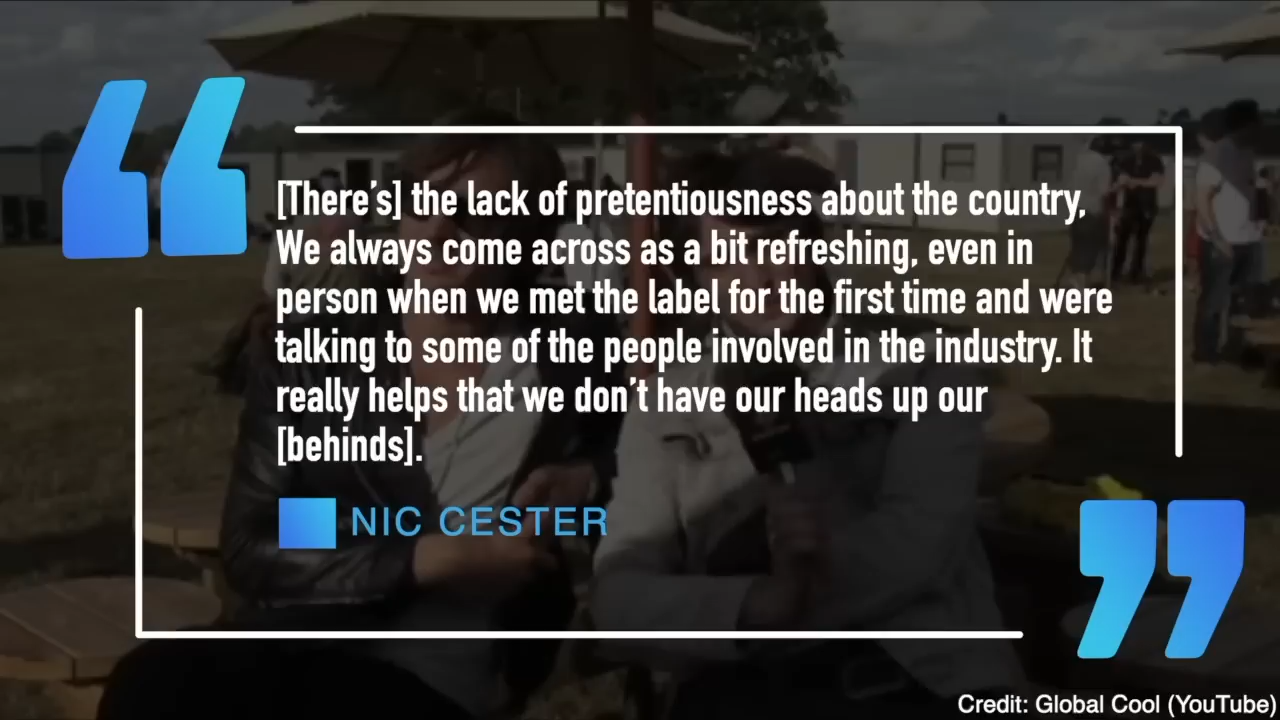 [There’s] the lack of pretentiousness about the country,
We always come across as a bit refreshing, even in
person when we met the label for the first time and were
talking to some of the people involved in the industry. It
really helps that we don’t have our heads up our
[behinds].
NIC CESTER
Credit: Global Cool (YouTube)